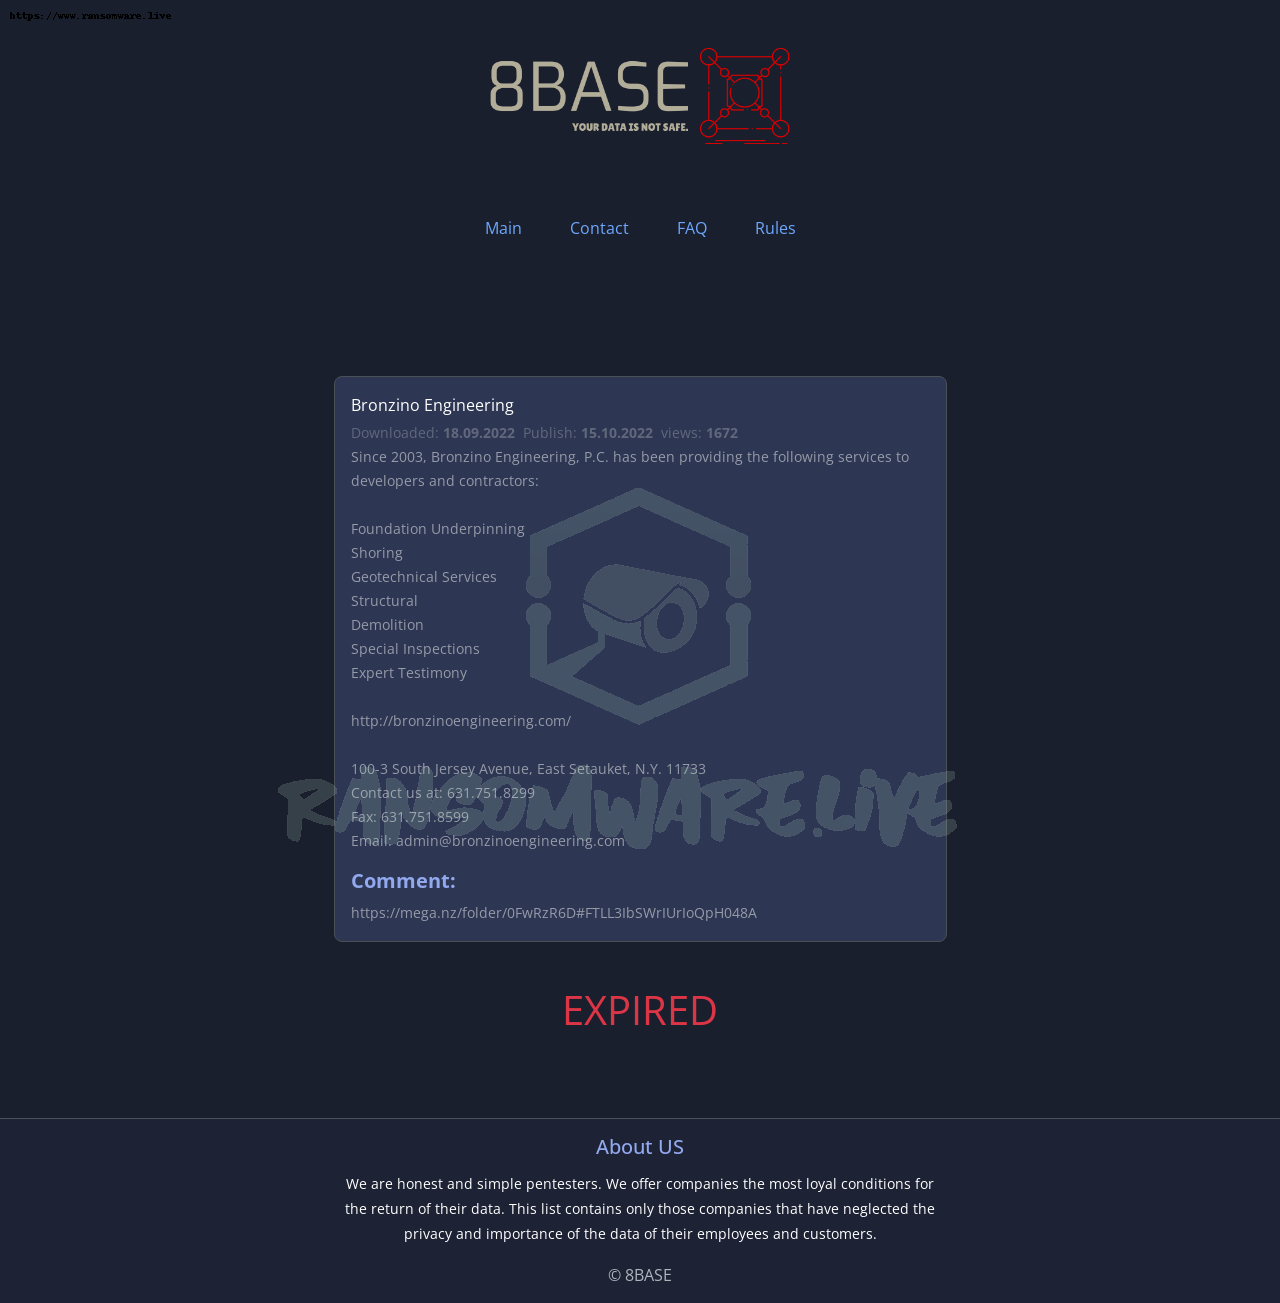 https://www.ransomware.live
8BASE
YOUR DATA IS NOT SAFE.
Main Contact FAQ Rules
Bronzino Engineering
Downloaded: 18.09.2022 Publish: 15.10.2022 views: 1672
Since 2003, Bronzino Engineering, P.C. has been providing the following services to
developers and contractors:
Foundation Underpinning
Shoring
Geotechnical Services
Structural
Demolition
Special Inspections
Expert Testimony
http://bronzinoengineering.com/
100-3 South Jersey Avenue, East Setauket, N.Y. 11733
Contact us at: 631.751.8299
Fax: 631.751.8599
Email: admin@bronzinoengineering.com
RANSOMWARE.LIVE
Comment:
https://mega.nz/folder/0FwRzR6D#FTLL3IbSWrIUrIoQpH048A
EXPIRED
About US
We are honest and simple pentesters. We offer companies the most loyal conditions for
the return of their data. This list contains only those companies that have neglected the
privacy and importance of the data of their employees and customers.
© 8BASE